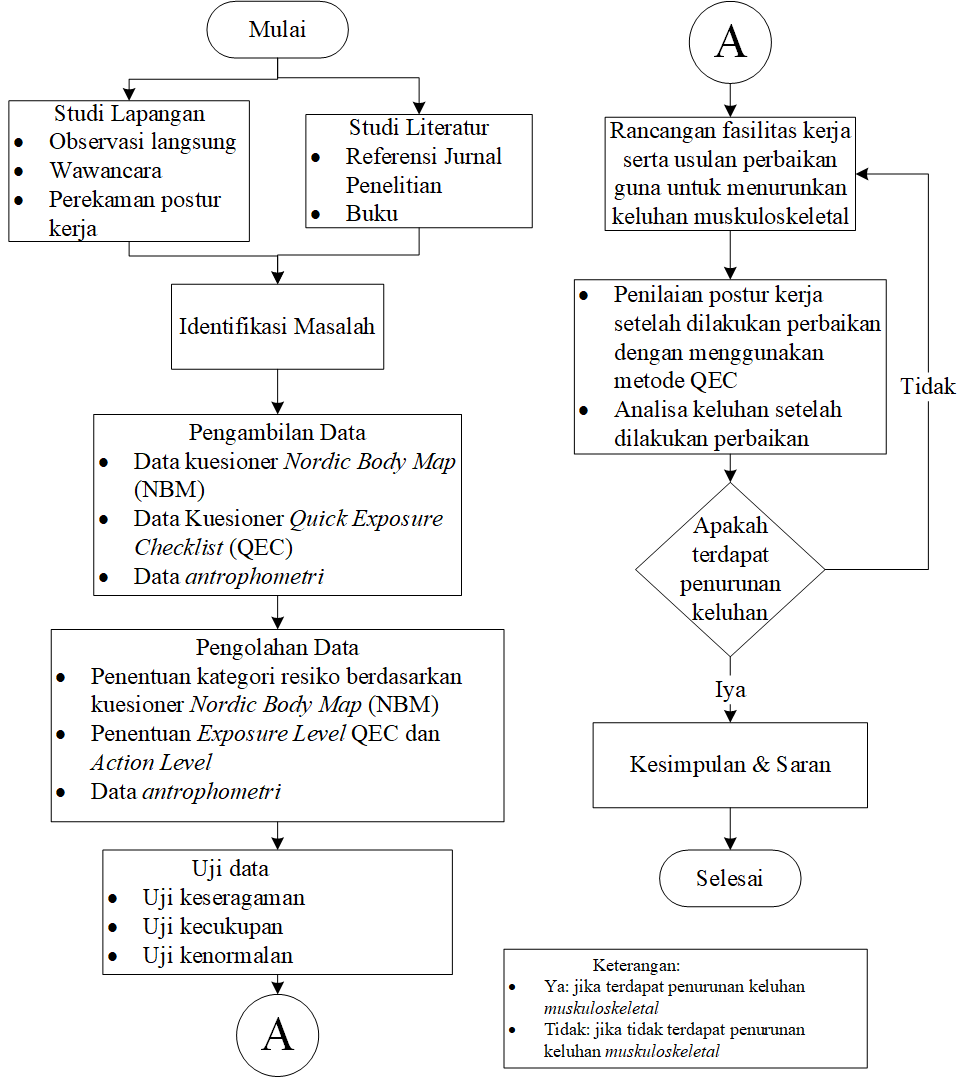 Mulai
Studi Lapangan
• Observasi langsung
• Wawancara
• Perekaman postur
kerja
Studi Literatur
• Referensi Jurnal
Penelitian
• Buku
Identifikasi Masalah
Pengambilan Data
• Data kuesioner Nordic Body Map
(NBM)
• Data Kuesioner Quick Exposure
Checklist (QEC)
• Data antrophometri
Pengolahan Data
• Penentuan kategori resiko berdasarkan
kuesioner Nordic Body Map (NBM)
• Penentuan Exposure Level QEC dan
Action Level
• Data antrophometri
Uji data
• Uji keseragaman
• Uji kecukupan
• Uji kenormalan
A
A
Rancangan fasilitas kerja
serta usulan perbaikan
guna untuk menurunkan
keluhan muskuloskeletal
• Penilaian postur kerja
setelah dilakukan perbaikan
dengan menggunakan
metode QEC
• Analisa keluhan setelah
dilakukan perbaikan
Tidak
Apakah
terdapat
penurunan
keluhan
Iya
Kesimpulan & Saran
Selesai
Keterangan:
• Ya: jika terdapat penurunan keluhan
muskuloskeletal
• Tidak: jika tidak terdapat penurunan
keluhan muskuloskeletal